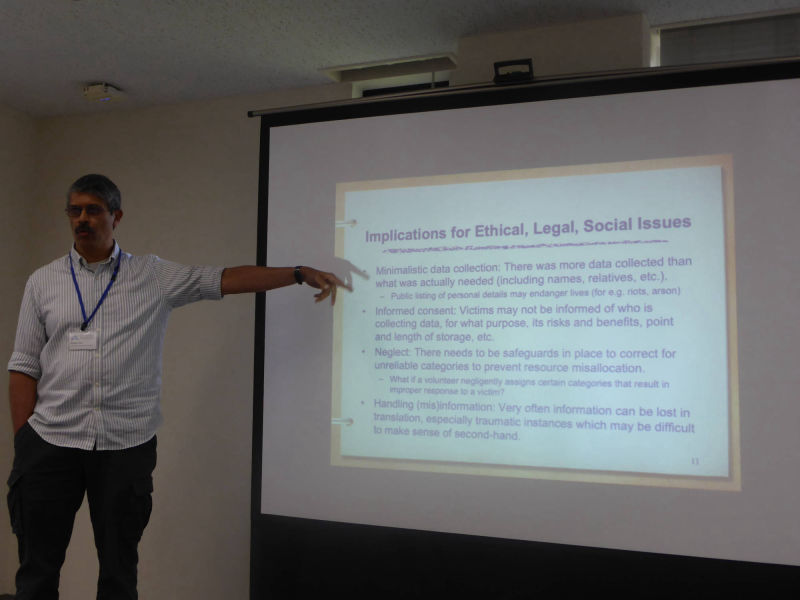 Implications for Ethical, Legal, Social Issues
Minimalistic data collection: There was more data collected than
what was actually needed (including names, relatives, etc.).
– Public listing of personal details may endanger lives (for e.g. riots, arson)
• Informed consent: Victims may not be informed of who is
collecting data, for what purpose, its risks and benefits, point
and length of storage, etc.
• Neglect: There needs to be safeguards in place to correct for
unreliable categories to prevent resource misallocation.
– What if a volunteer negligently assigns certain categories that result in
improper response to a victim?
• Handling (mis)information: Very often information can be lost in
translation, especially traumatic instances which may be difficult
to make sense of second-hand.